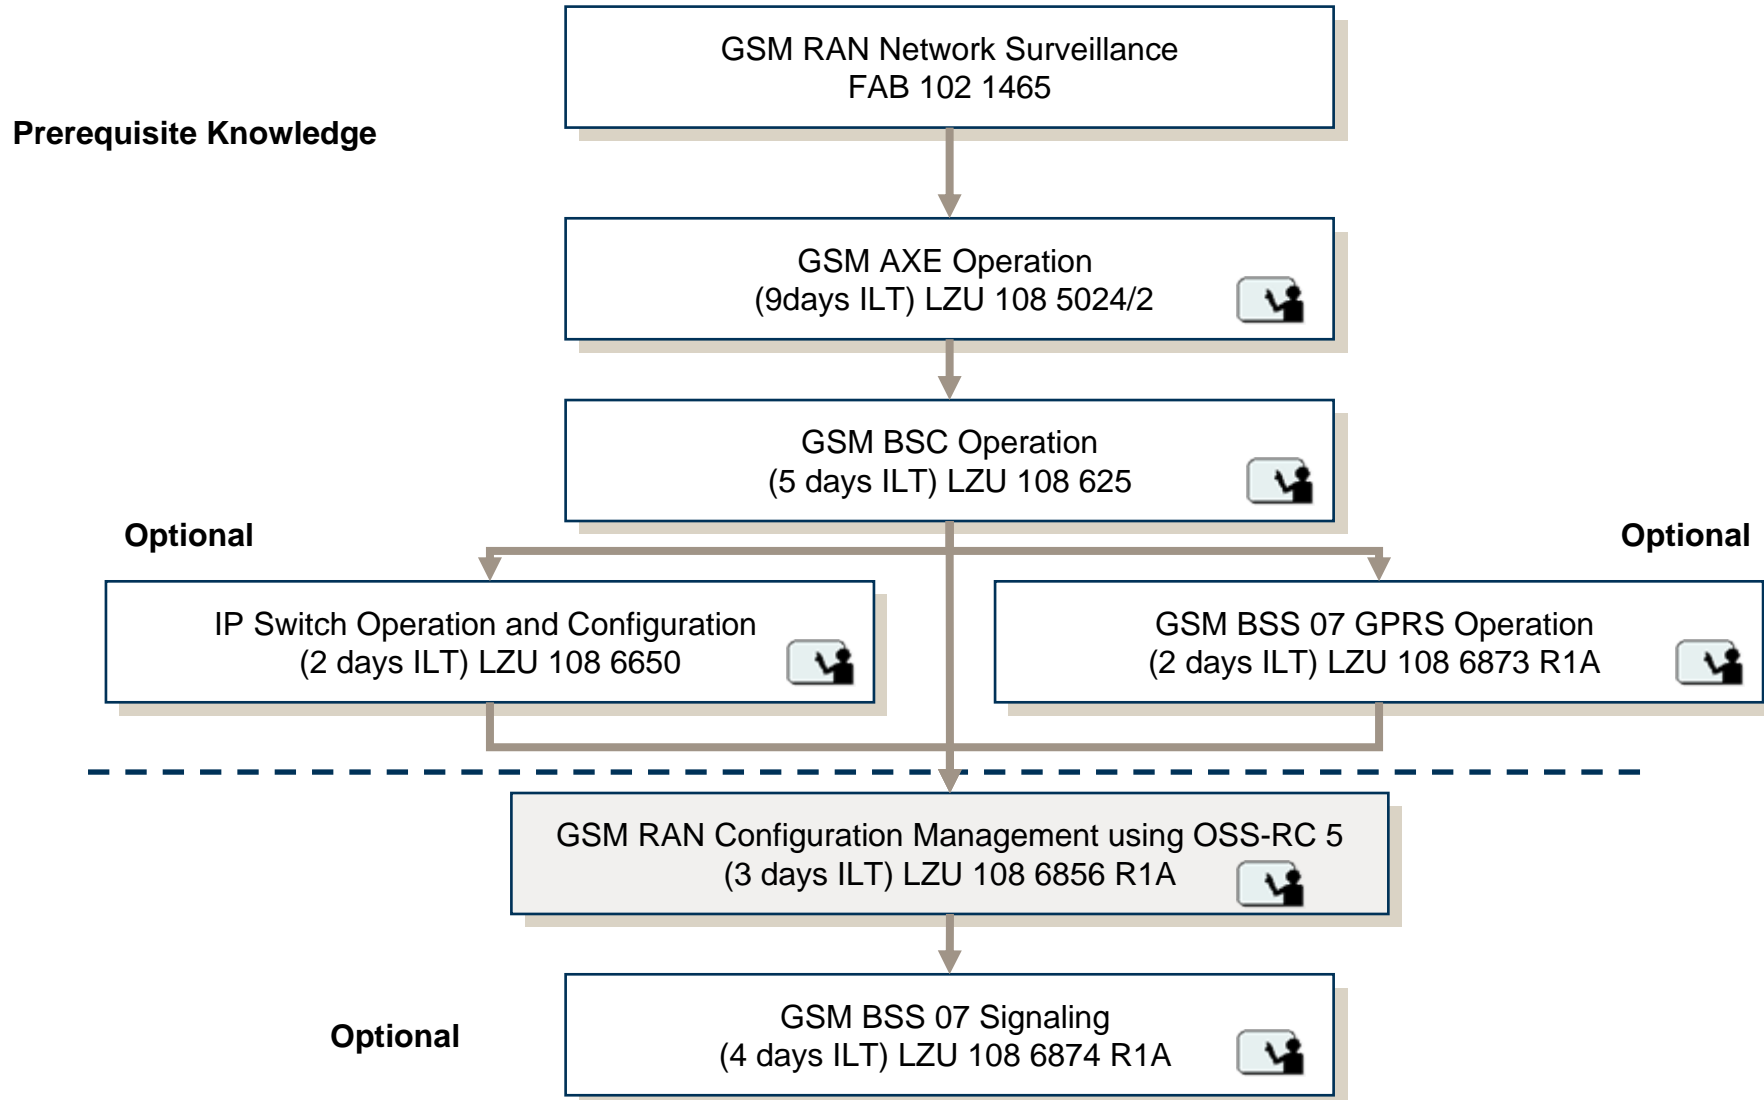 GSM RAN Network Surveillance
FAB 102 1465
Prerequisite Knowledge
GSM AXE Operation
(9days ILT) LZU 108 5024/2
GSM BSC Operation
(5 days ILT) LZU 108 625
Optional
Optional
IP Switch Operation and Configuration
(2 days ILT) LZU 108 6650
GSM BSS 07 GPRS Operation
(2 days ILT) LZU 108 6873 R1A
GSM RAN Configuration Management using OSS-RC 5
(3 days ILT) LZU 108 6856 R1A
Optional
GSM BSS 07 Signaling
(4 days ILT) LZU 108 6874 R1A